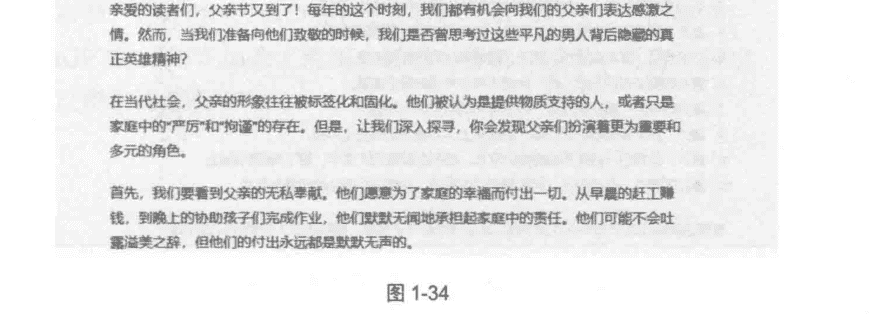 亲爱的读者们，父亲节又到了！每年的这个时刻，我们都有机会向我们的父亲们表达感激之
情。然而，当我们准备向他们致敬的时候，我们是否曾思考过这些平凡的男人背后隐藏的真
正英雄精神？
在当代社会，父亲的形象往往被标签化和固化。他们被认为是提供物质支持的人，或者只是
家庭中的“严厉”和“拘谨”的存在。但是，让我们深入探寻，你会发现父亲们扮演着更为重要和
多元的角色。
首先，我们要看到父亲的无私奉献。他们愿意为了家庭的幸福而付出一切。从早晨的赶工赚
钱，到晚上的协助孩子们完成作业，他们默默无闻地承担起家庭中的责任。他们可能不会吐
露溢美之辞，但他们的付出永远都是默默无声的。
图 1-34